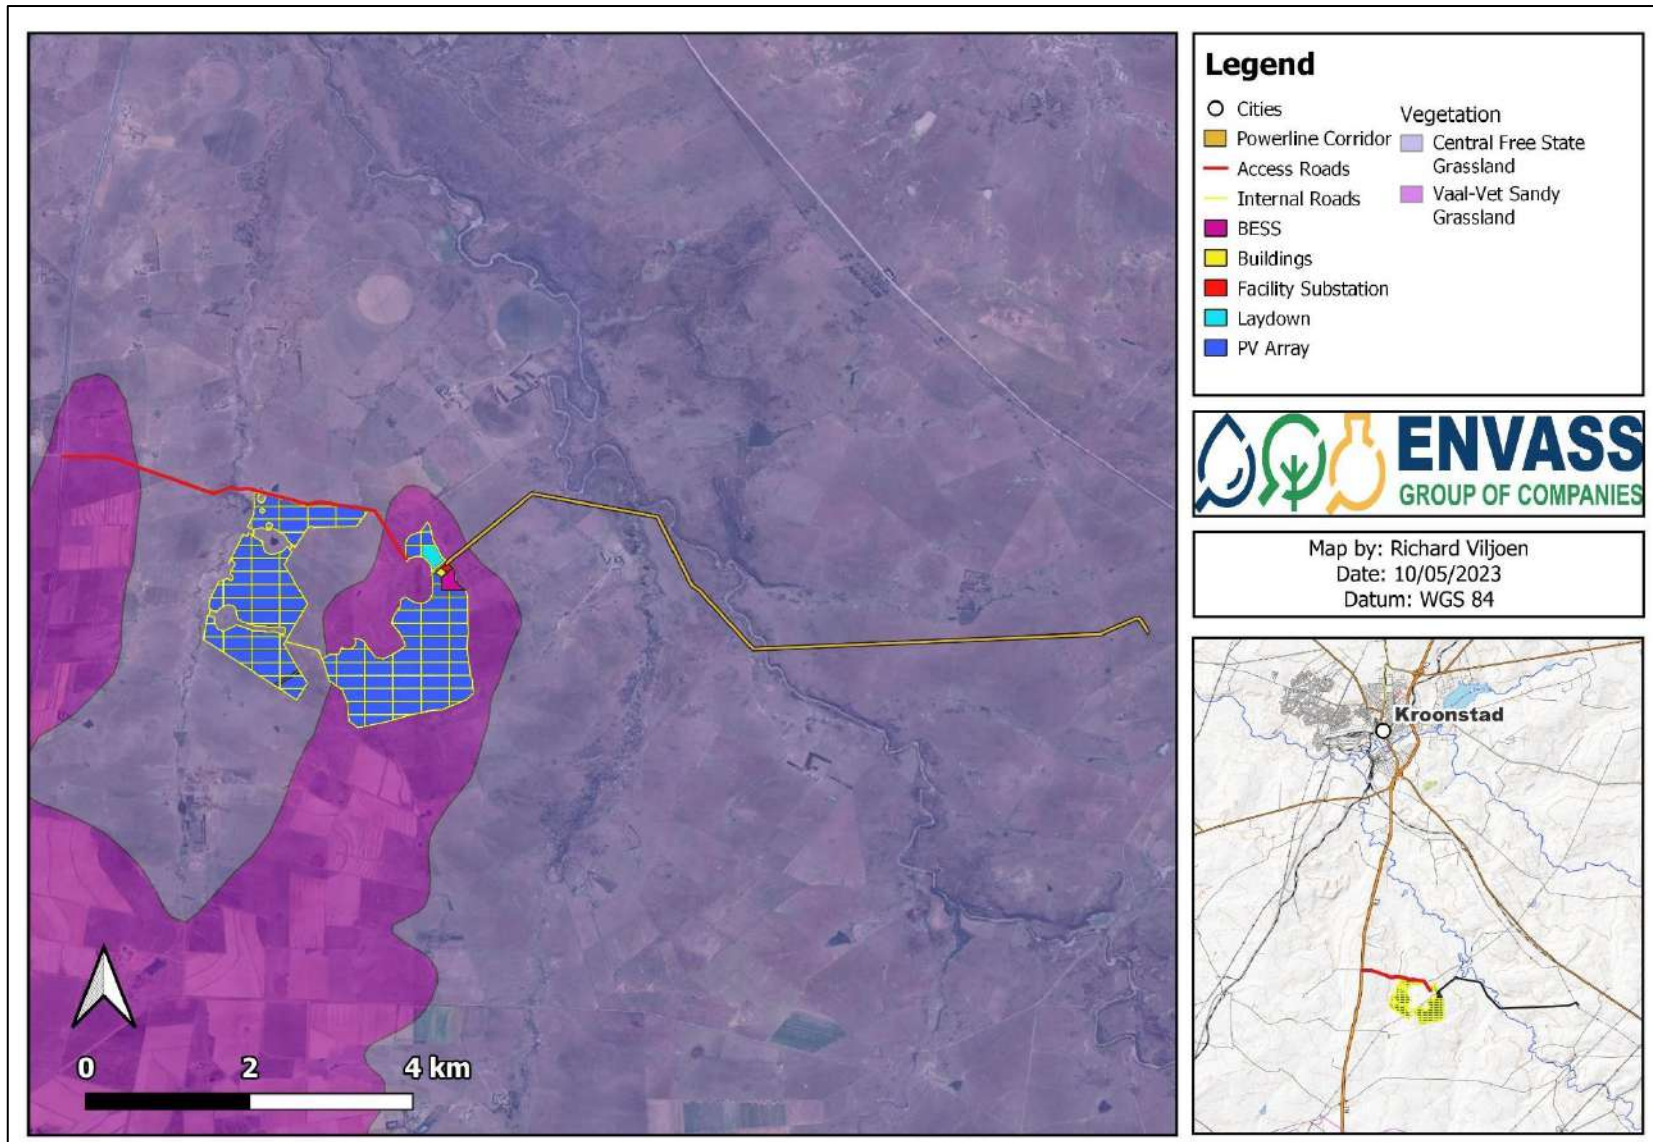 Legend
Cities
Powerline Corridor
Access Roads
Internal Roads
BESS
Buildings
Facility Substation
Laydown
PV Array
Vegetation
Central Free State
Grassland
Vaal-Vet Sandy
Grassland
ENVASS
GROUP OF COMPANIES
Map by: Richard Viljoen
Date: 10/05/2023
Datum: WGS 84
Kroonstad
0 2 4 km